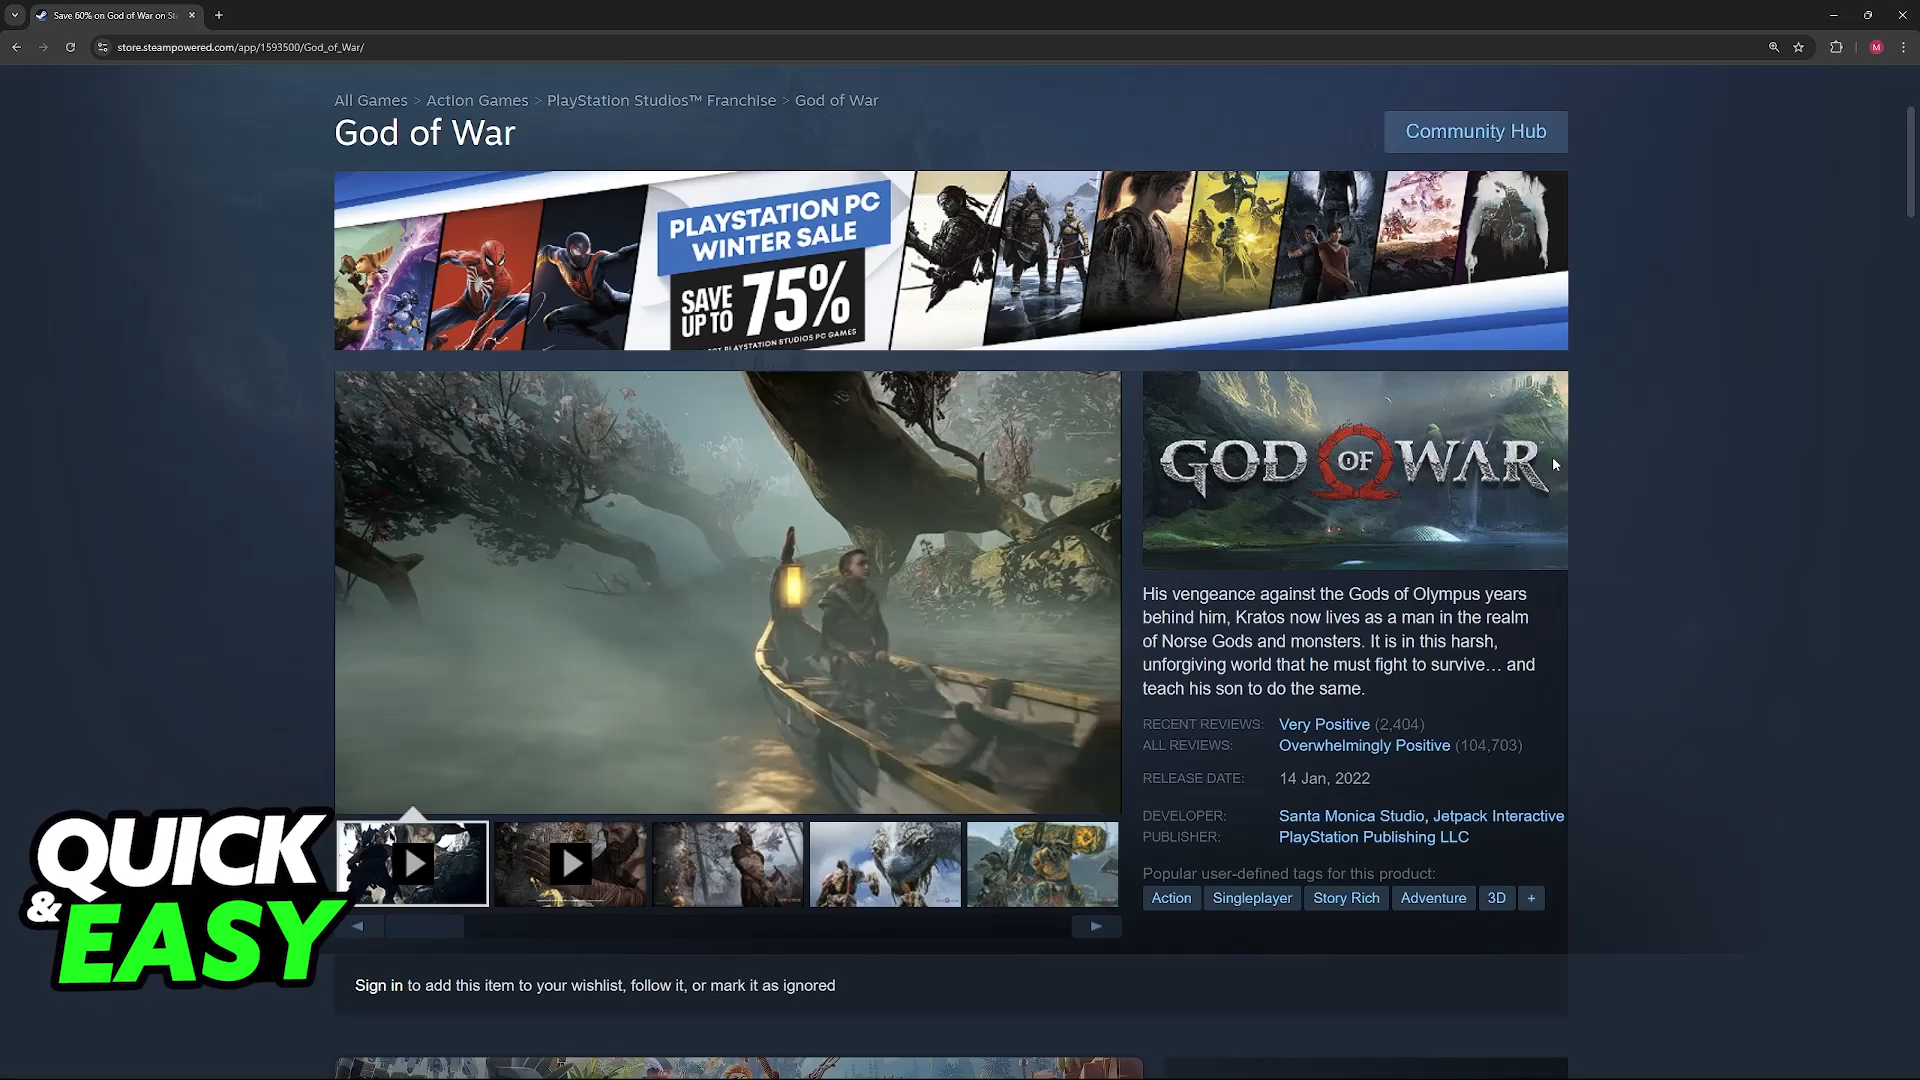 Save 60% on God of War on St
store.steampowered.com/app/1593500/God_of_War/
M
All Games > Action Games > PlayStation Studios™ Franchise > God of War
God of War
Community Hub
PLAYSTATION PC
WINTER SALE
SAVE
UP TO
75%
PLAYSTATION STUDIOS PC GAMES
GOD OF WAR
His vengeance against the Gods of Olympus years
behind him, Kratos now lives as a man in the realm
of Norse Gods and monsters. It is in this harsh,
unforgiving world that he must fight to survive… and
teach his son to do the same.
RECENT REVIEWS: Very Positive (2,404)
ALL REVIEWS: Overwhelmingly Positive (104,703)
RELEASE DATE: 14 Jan, 2022
DEVELOPER: Santa Monica Studio, Jetpack Interactive
PUBLISHER: PlayStation Publishing LLC
Popular user-defined tags for this product:
Action Singleplayer Story Rich Adventure 3D +
QUICK
& EASY
Sign in to add this item to your wishlist, follow it, or mark it as ignored